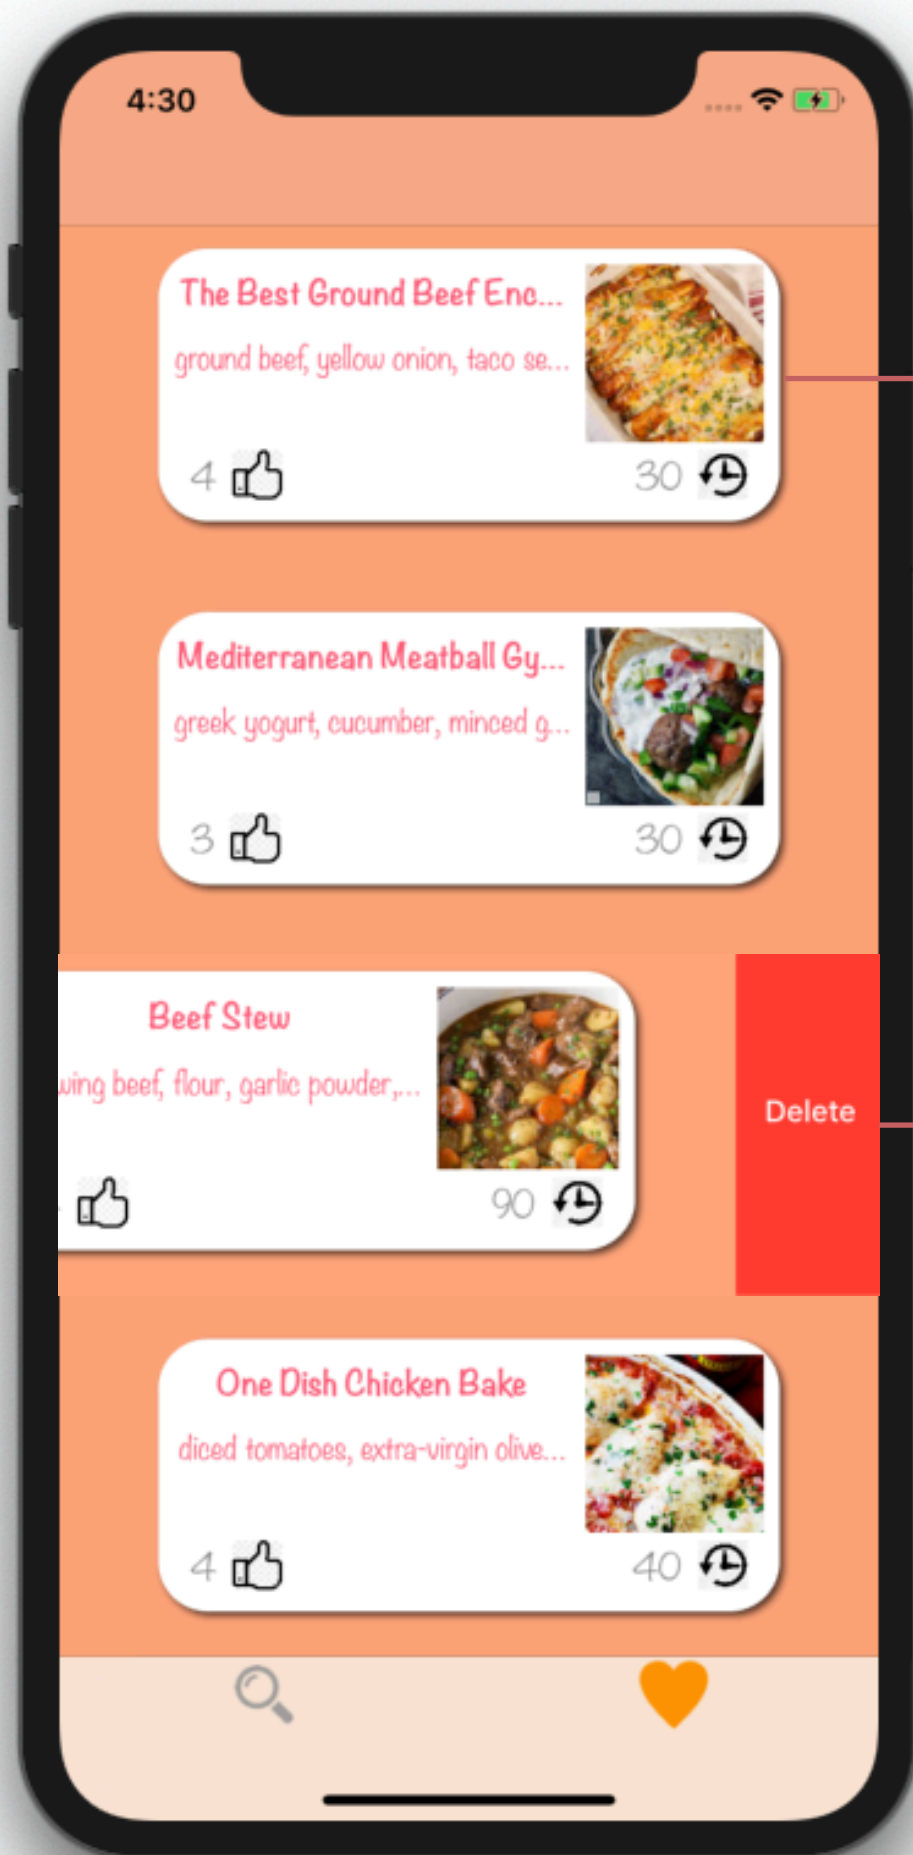 4:30
The Best Ground Beef Enc...
ground beef, yellow onion, taco se...
4
30
Mediterranean Meatball Gy...
greek yogurt, cucumber, minced g...
3
30
Beef Stew
wing beef, flour, garlic powder,...
90
Delete
One Dish Chicken Bake
diced tomatoes, extra-virgin olive...
4
40